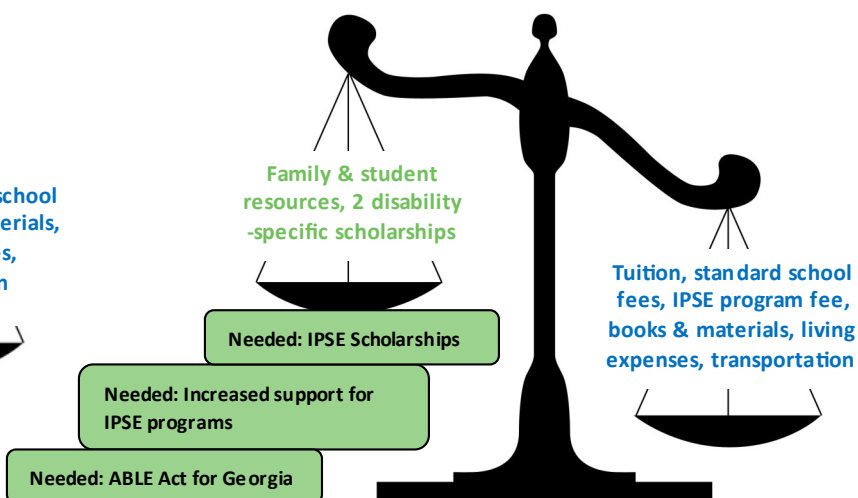 school
erials,
Family & student
resources, 2 disability
-specific scholarships
Tuition, standard school
fees, IPSE program fee,
books & materials, living
expenses, transportation
Needed: IPSE Scholarships
Needed: Increased support for
IPSE programs
Needed: ABLE Act for Georgia